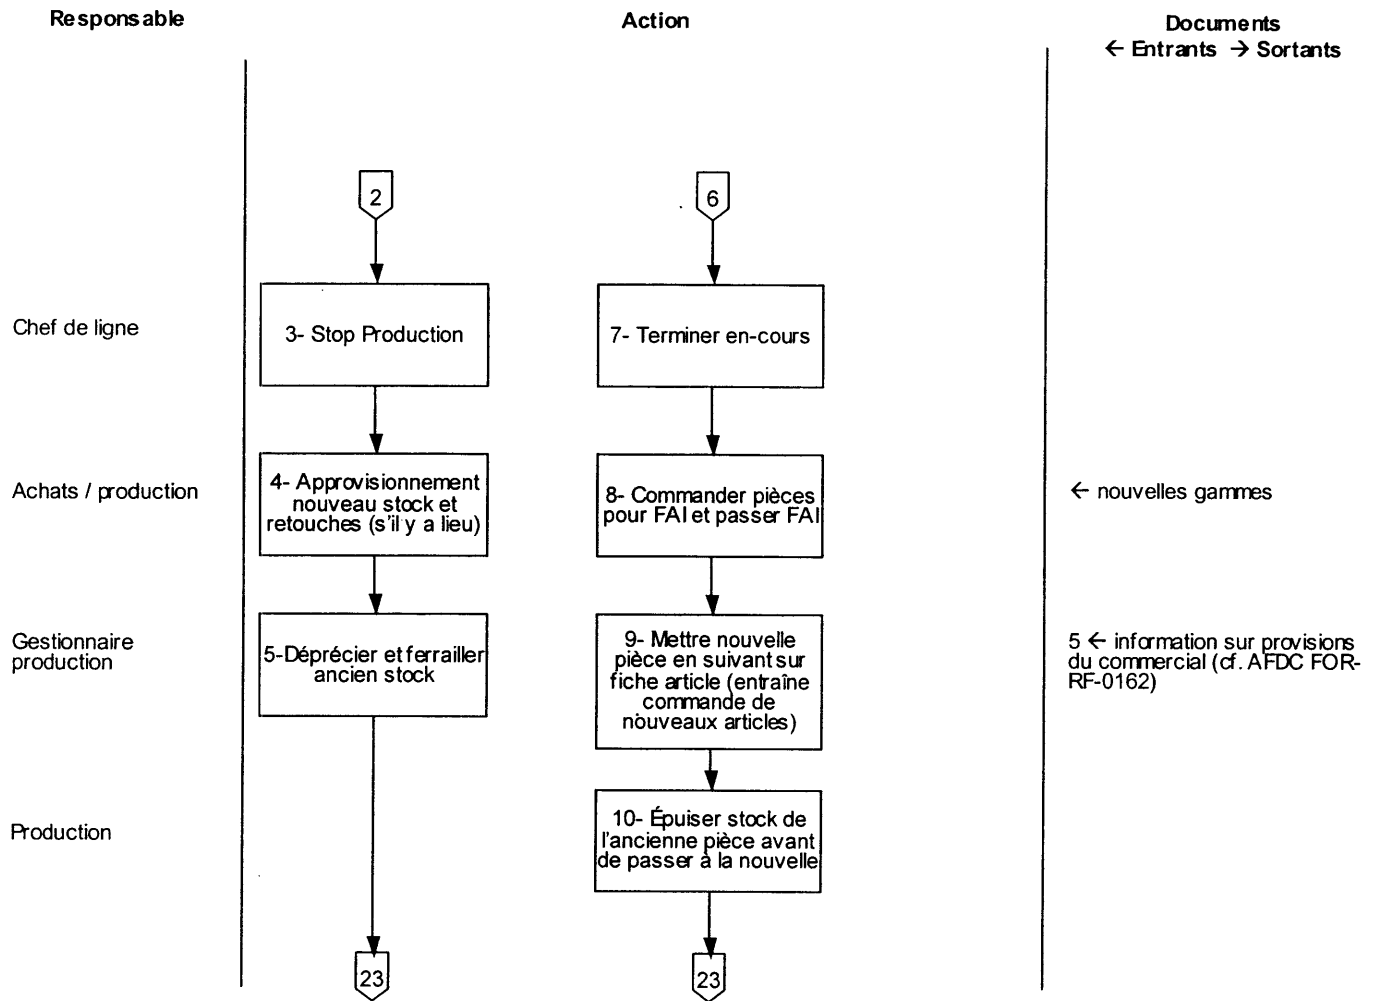 Responsable
Action
Documents
← Entrants → Sortants
2
6
Chef de ligne
3- Stop Production
7- Terminer en-cours
Achats / production
4- Approvisionnement
nouveau stock et
retouches (s'il y a lieu)
8- Commander pièces
pour FAI et passer FAI
← nouvelles gammes
Gestionnaire
production
5-Déprécier et ferrailler
ancien stock
9- Mettre nouvelle
pièce en suivant sur
fiche article (entraîne
commande de
nouveaux articles)
5 ← information sur provisions
du commercial (cf. AFDC FOR-
RF-0162)
Production
10- Épuiser stock de
l'ancienne pièce avant
de passer à la nouvelle
23
23